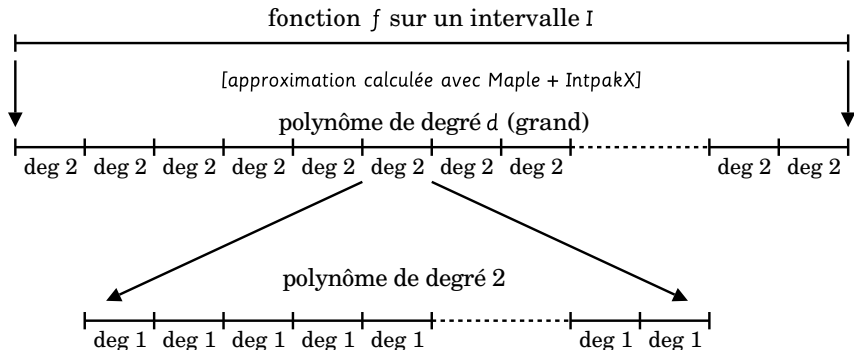 fonction f sur un intervalle I
[approximation calculée avec Maple + IntpakX]
polynôme de degré d (grand)
deg 2 deg 2 deg 2 deg 2 deg 2 deg 2 deg 2 deg 2 deg 2 deg 2
polynôme de degré 2
deg 1 deg 1 deg 1 deg 1 deg 1 deg 1 deg 1